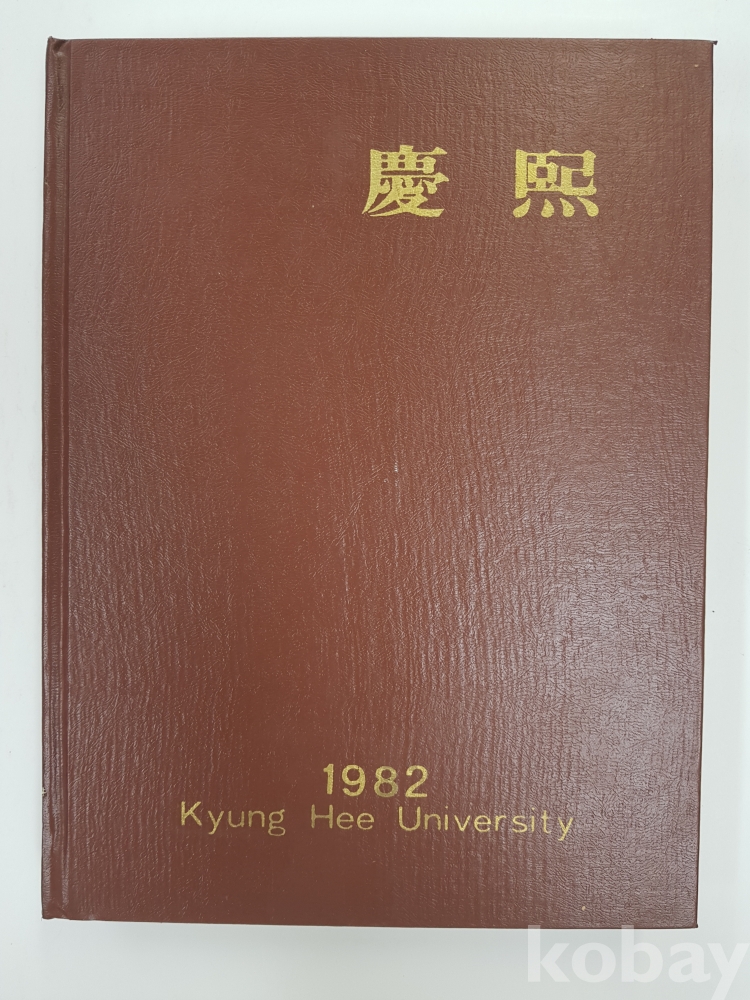 慶熙
1982
Kyung Hee University
kobay